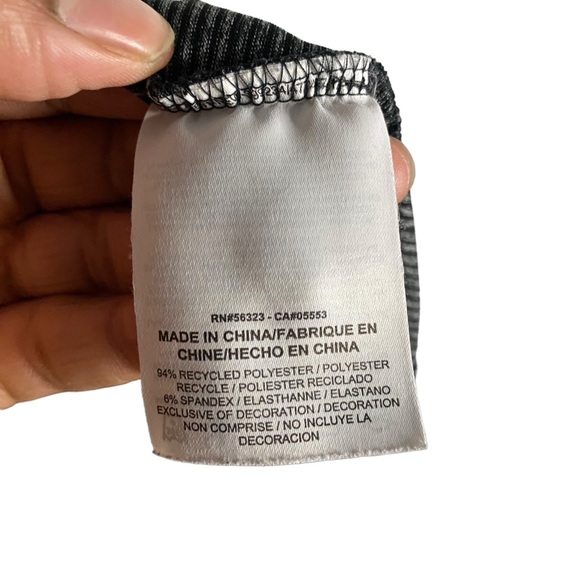 RN#56323 - CA#05553
MADE IN CHINA/FABRIQUE EN
CHINE/HECHO EN CHINA
94% RECYCLED POLYESTER / POLYESTER
RECYCLE / POLIESTER RECICLADO
6% SPANDEX / ELASTHANNE / ELASTANO
EXCLUSIVE OF DECORATION / DECORATION
NON COMPRISE / NO INCLUYE LA
DECORACION